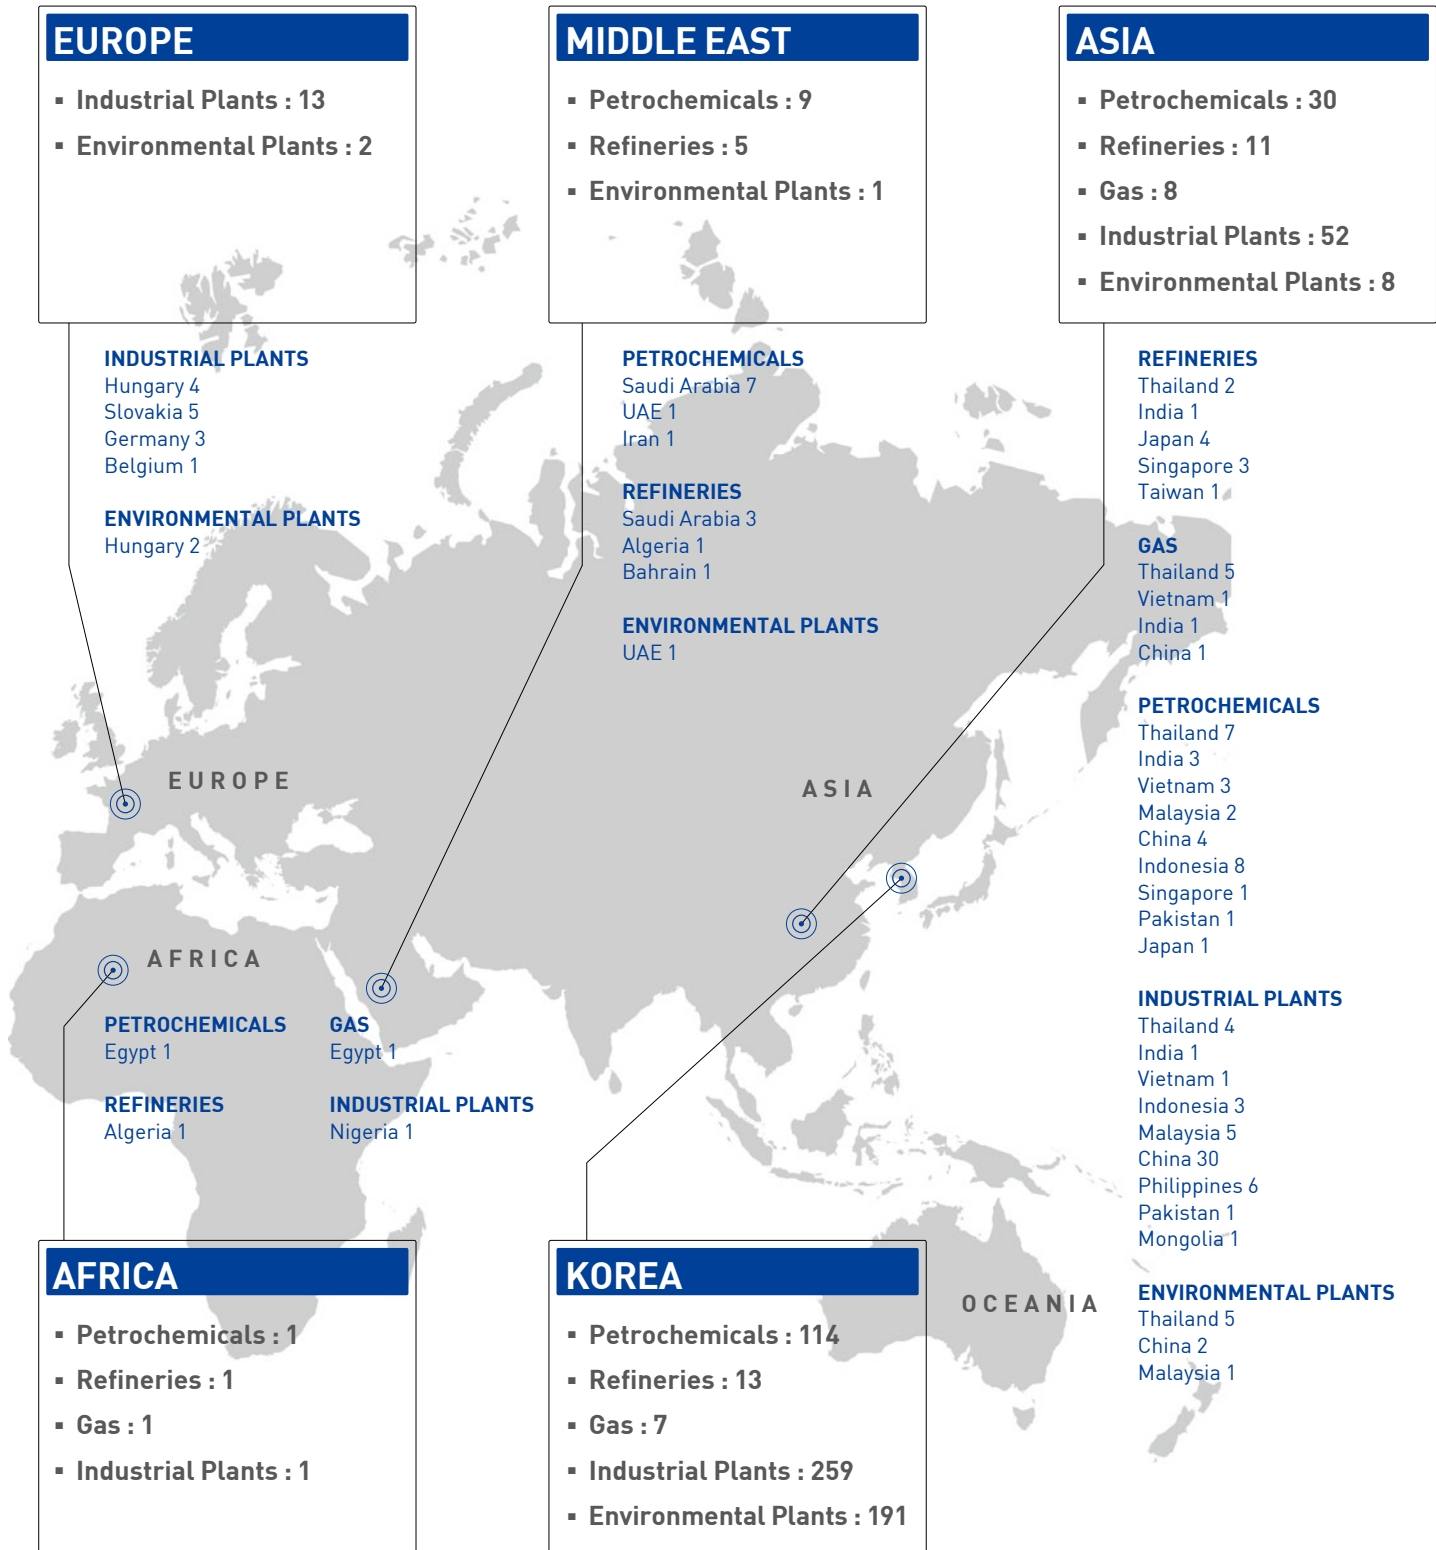 EUROPE
▪ Industrial Plants : 13
▪ Environmental Plants : 2
MIDDLE EAST
▪ Petrochemicals : 9
▪ Refineries : 5
▪ Environmental Plants : 1
ASIA
▪ Petrochemicals : 30
▪ Refineries : 11
▪ Gas : 8
▪ Industrial Plants : 52
▪ Environmental Plants : 8
INDUSTRIAL PLANTS
Hungary 4
Slovakia 5
Germany 3
Belgium 1
ENVIRONMENTAL PLANTS
Hungary 2
PETROCHEMICALS
Saudi Arabia 7
UAE 1
Iran 1
REFINERIES
Saudi Arabia 3
Algeria 1
Bahrain 1
ENVIRONMENTAL PLANTS
UAE 1
REFINERIES
Thailand 2
India 1
Japan 4
Singapore 3
Taiwan 1
GAS
Thailand 5
Vietnam 1
India 1
China 1
PETROCHEMICALS
Thailand 7
India 3
Vietnam 3
Malaysia 2
China 4
Indonesia 8
Singapore 1
Pakistan 1
Japan 1
INDUSTRIAL PLANTS
Thailand 4
India 1
Vietnam 1
Indonesia 3
Malaysia 5
China 30
Philippines 6
Pakistan 1
Mongolia 1
ENVIRONMENTAL PLANTS
Thailand 5
China 2
Malaysia 1
EUROPE
ASIA
AFRICA
OCEANIA
PETROCHEMICALS
Egypt 1
REFINERIES
Algeria 1
GAS
Egypt 1
INDUSTRIAL PLANTS
Nigeria 1
AFRICA
▪ Petrochemicals : 1
▪ Refineries : 1
▪ Gas : 1
▪ Industrial Plants : 1
KOREA
▪ Petrochemicals : 114
▪ Refineries : 13
▪ Gas : 7
▪ Industrial Plants : 259
▪ Environmental Plants : 191